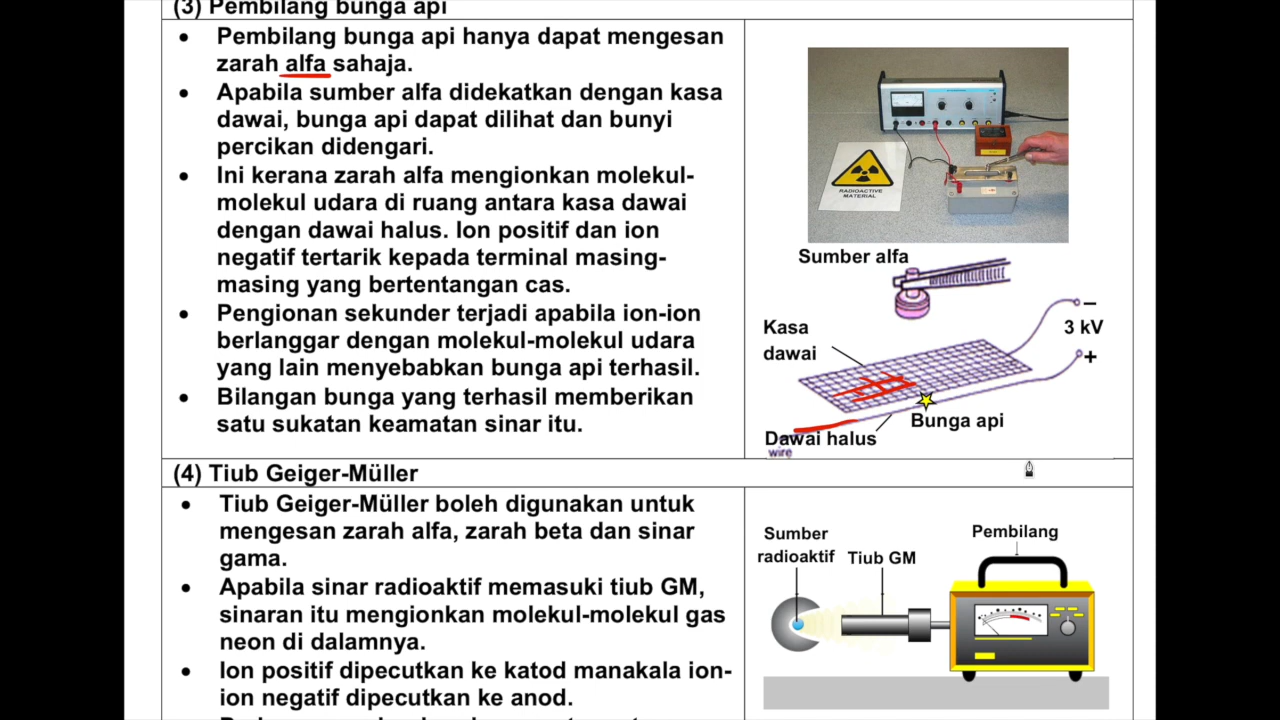 (3) Pembilang bunga api
• Pembilang bunga api hanya dapat mengesan
zarah alfa sahaja.
• Apabila sumber alfa didekatkan dengan kasa
dawai, bunga api dapat dilihat dan bunyi
percikan didengari.
• Ini kerana zarah alfa mengionkan molekul-
molekul udara di ruang antara kasa dawai
dengan dawai halus. Ion positif dan ion
negatif tertarik kepada terminal masing-
masing yang bertentangan cas.
• Pengionan sekunder terjadi apabila ion-ion
berlanggar dengan molekul-molekul udara
yang lain menyebabkan bunga api terhasil.
• Bilangan bunga yang terhasil memberikan
satu sukatan keamatan sinar itu.
RADIOACTIVE
MATERIAL
Sumber alfa
Kasa
dawai
–
3 kV
+
Bunga api
Dawai halus
wire
(4) Tiub Geiger-Müller
• Tiub Geiger-Müller boleh digunakan untuk
mengesan zarah alfa, zarah beta dan sinar
gama.
• Apabila sinar radioaktif memasuki tiub GM,
sinaran itu mengionkan molekul-molekul gas
neon di dalamnya.
• Ion positif dipecutkan ke katod manakala ion-
ion negatif dipecutkan ke anod.
Sumber
radioaktif
Tiub GM
Pembilang